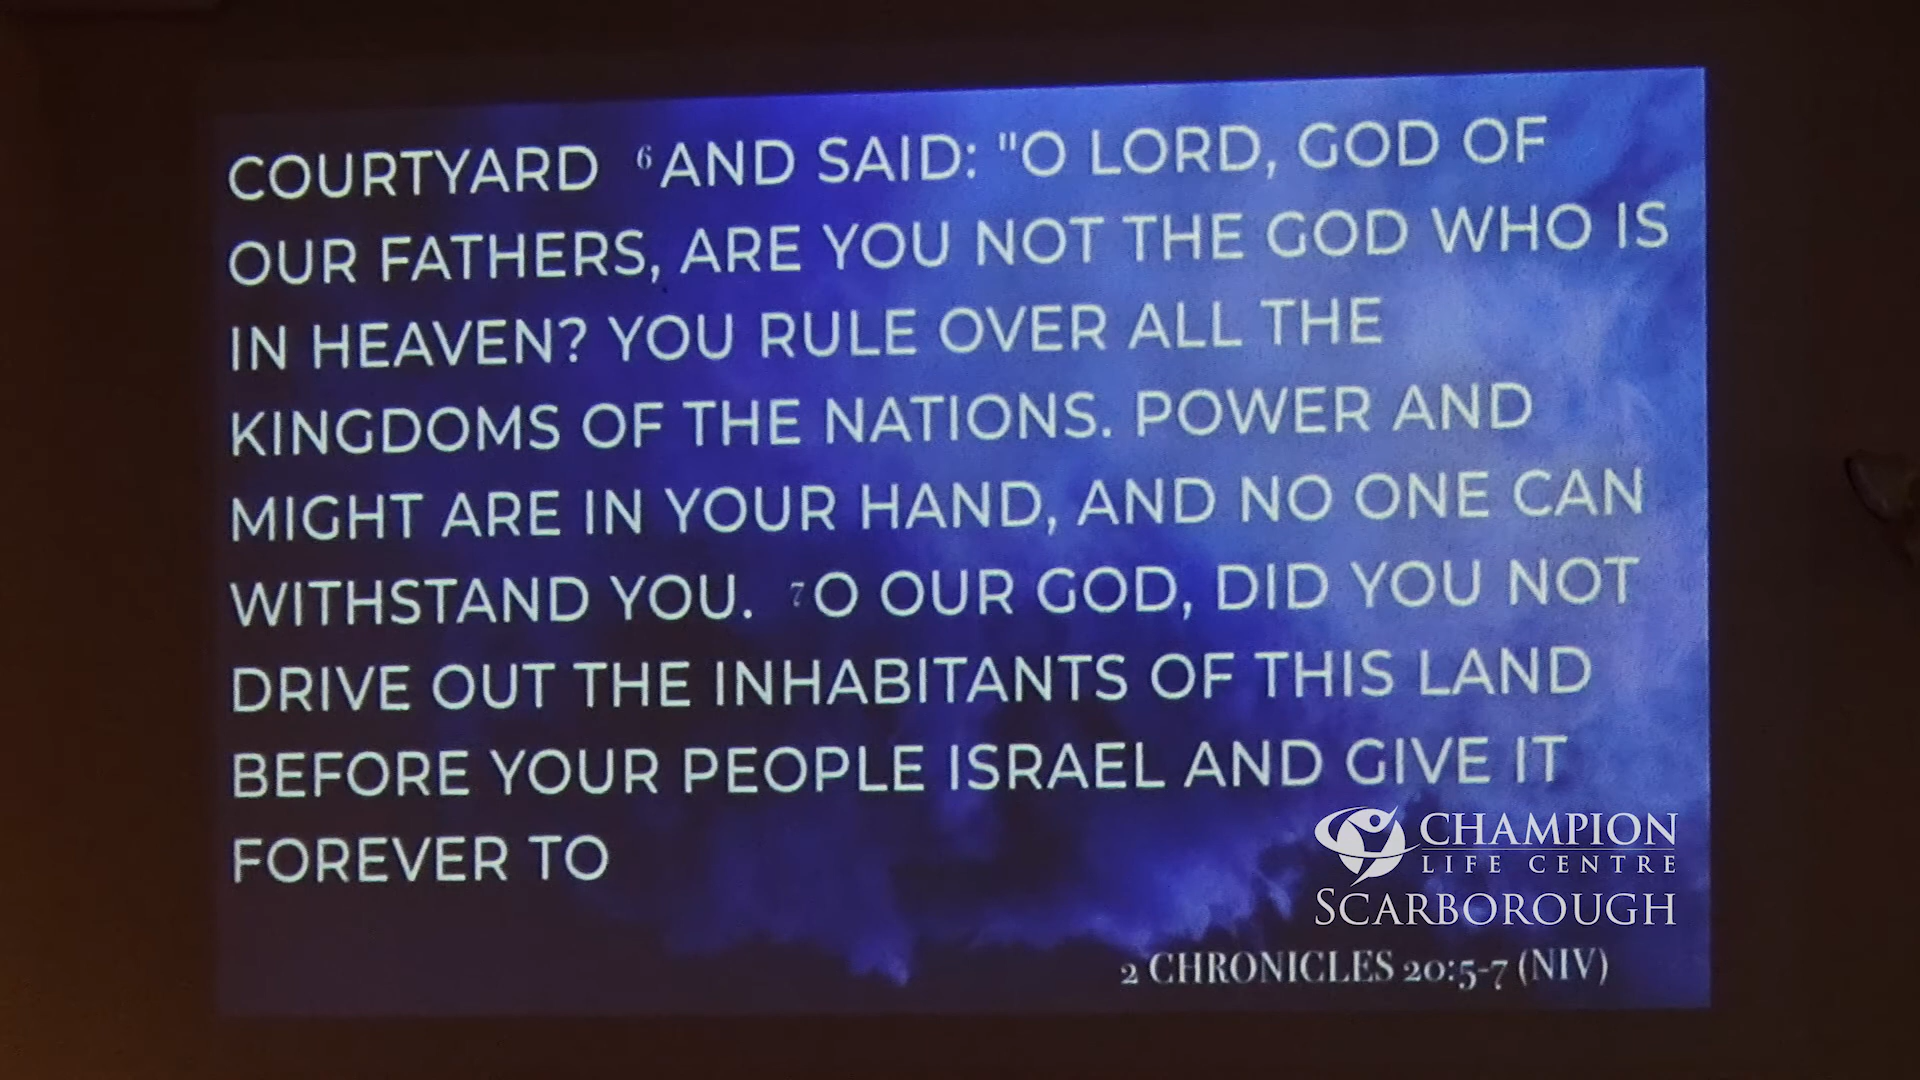 COURTYARD 6 AND SAID: "O LORD, GOD OF
OUR FATHERS, ARE YOU NOT THE GOD WHO IS
IN HEAVEN? YOU RULE OVER ALL THE
KINGDOMS OF THE NATIONS. POWER AND
MIGHT ARE IN YOUR HAND, AND NO ONE CAN
WITHSTAND YOU. 7 O OUR GOD, DID YOU NOT
DRIVE OUT THE INHABITANTS OF THIS LAND
BEFORE YOUR PEOPLE ISRAEL AND GIVE IT
FOREVER TO
CHAMPION
LIFE CENTRE
SCARBOROUGH
2 CHRONICLES 20:5-7 (NIV)